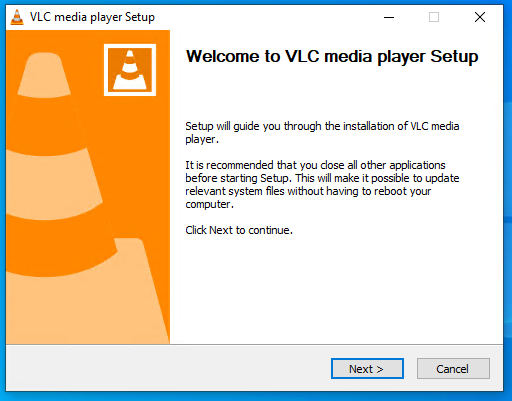 VLC media player Setup
Welcome to VLC media player Setup
Setup will guide you through the installation of VLC media
player.
It is recommended that you close all other applications
before starting Setup. This will make it possible to update
relevant system files without having to reboot your
computer.
Click Next to continue.
Next >
Cancel